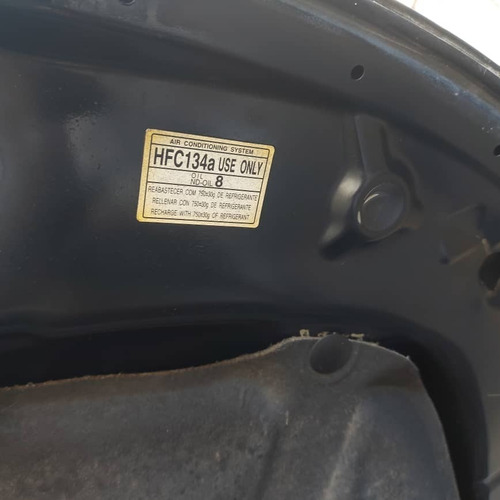 AIR CONDITIONING SYSTEM
HFC134a USE ONLY
OIL
ND-OIL 8
REABASTECER COM 750±30g DE REFRIGERANTE
RELLENAR CON 750±30g DE REFRIGERANTE
RECHARGE WITH 750±30g OF REFRIGERANT